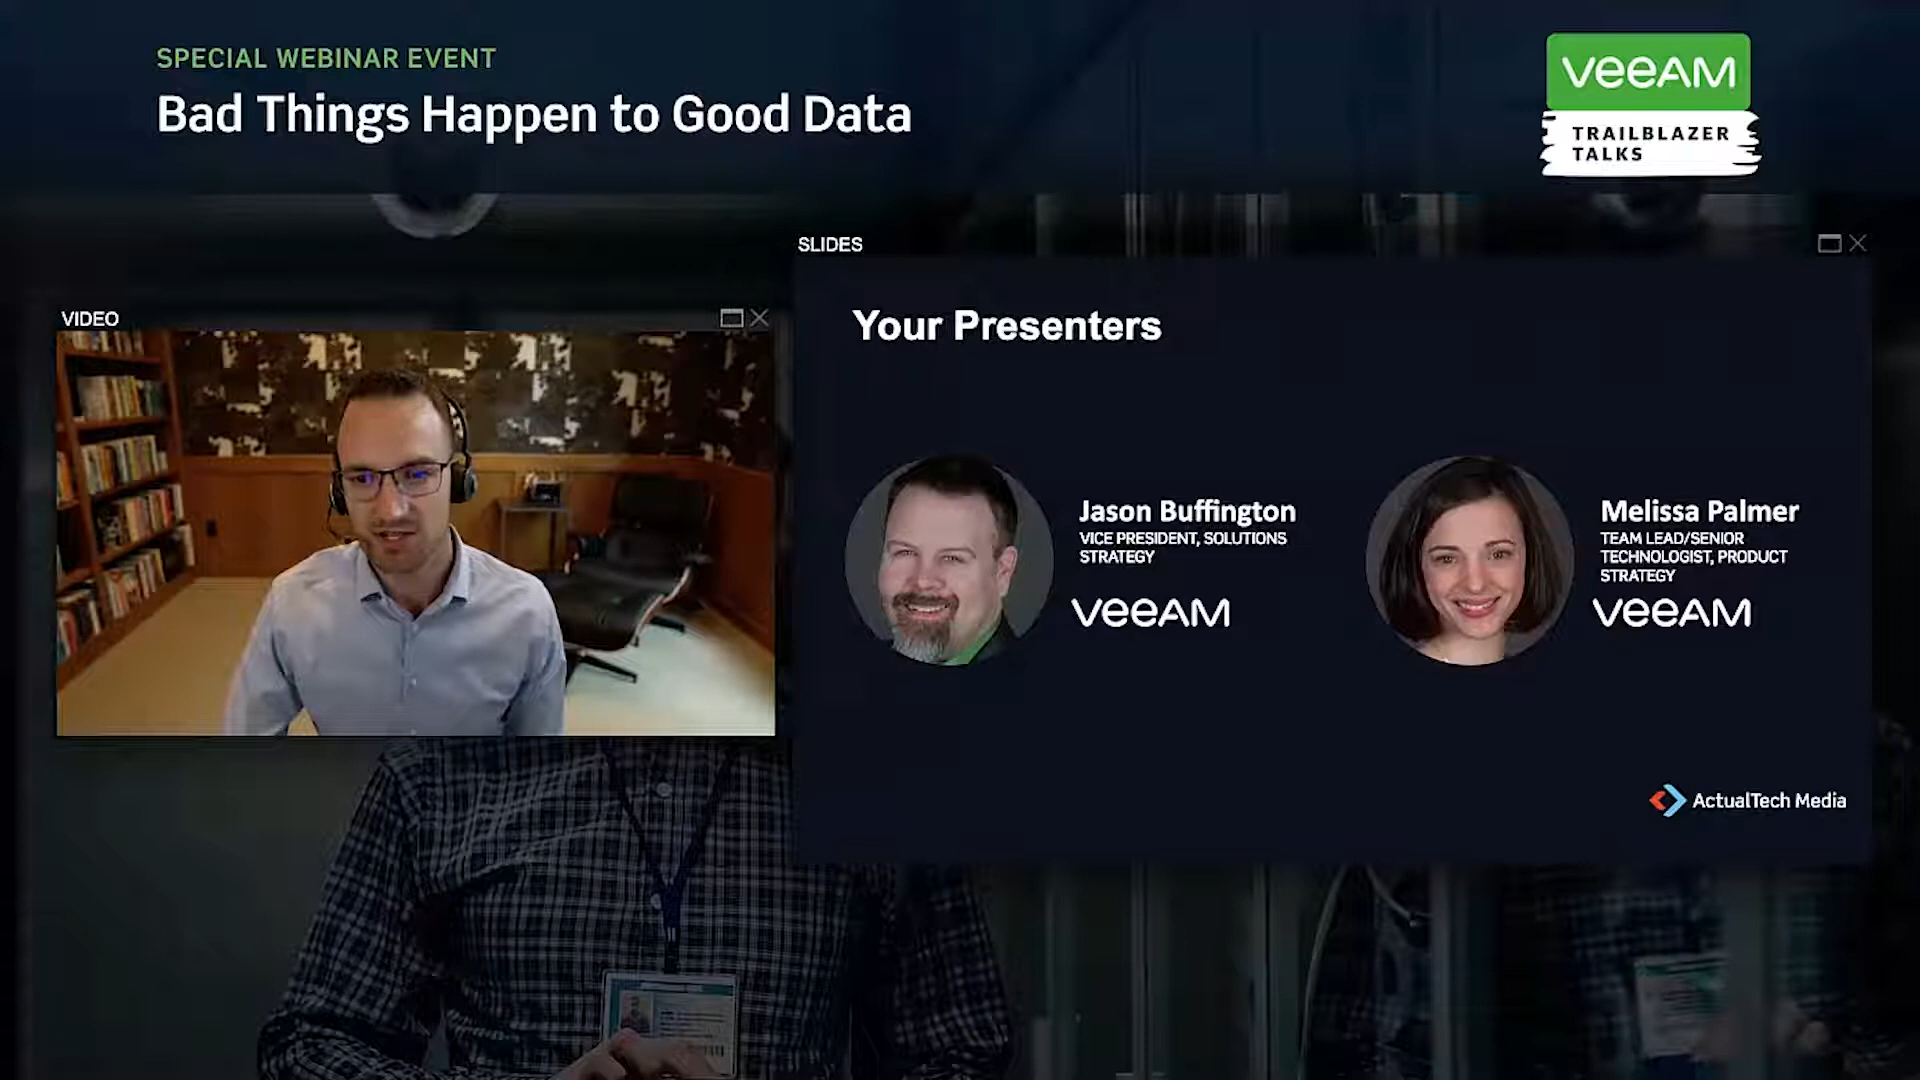 SPECIAL WEBINAR EVENT
Bad Things Happen to Good Data
veeAM
TRAILBLAZER
TALKS
SLIDES
VIDEO
Your Presenters
Jason Buffington
VICE PRESIDENT, SOLUTIONS
STRATEGY
veeAM
Melissa Palmer
TEAM LEAD/SENIOR
TECHNOLOGIST, PRODUCT
STRATEGY
veeAM
ActualTech Media